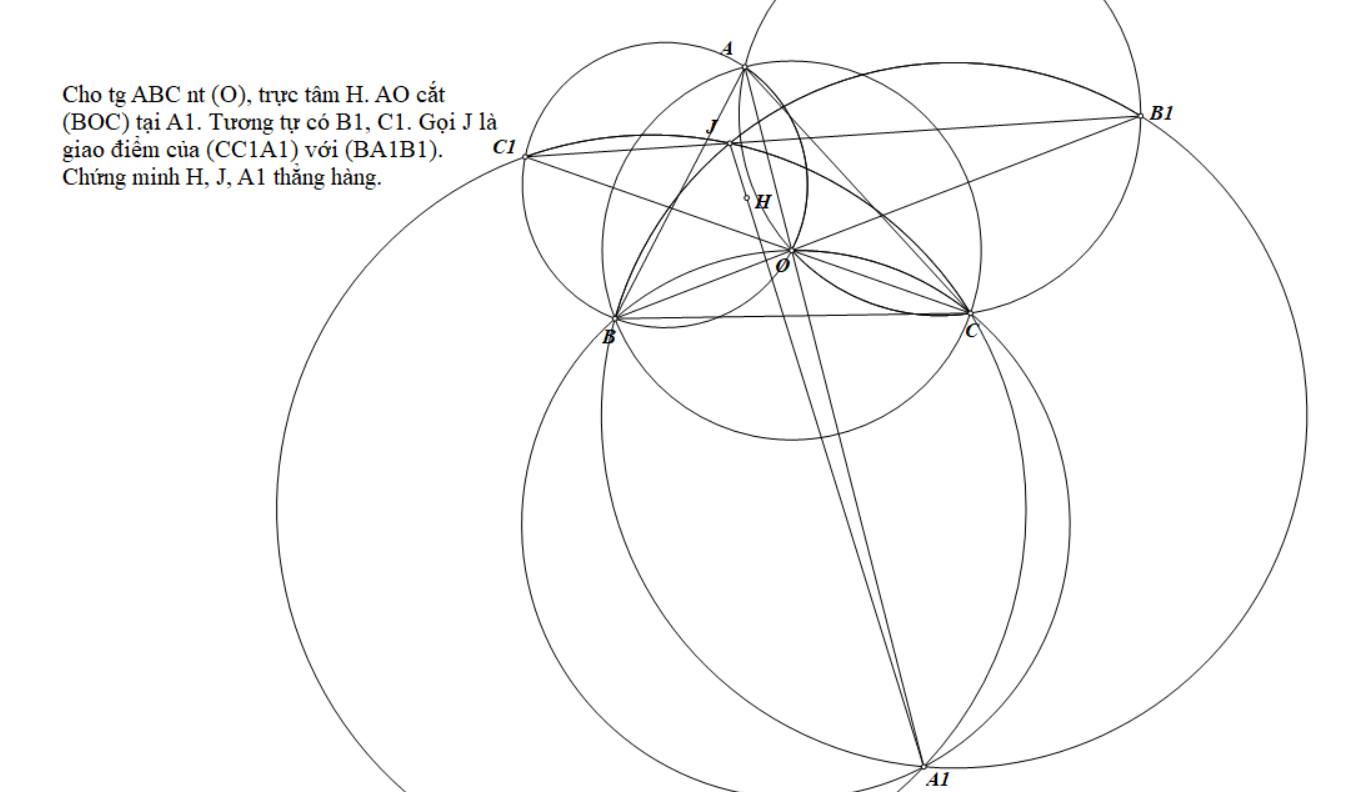 Cho tg ABC nt (O), trực tâm H. AO cắt
(BOC) tại A1. Tương tự có B1, C1. Gọi J là
giao điểm của (CC1A1) với (BA1B1).
Chứng minh H, J, A1 thẳng hàng.
A
B1
J
C1
H
O
B
C
A1